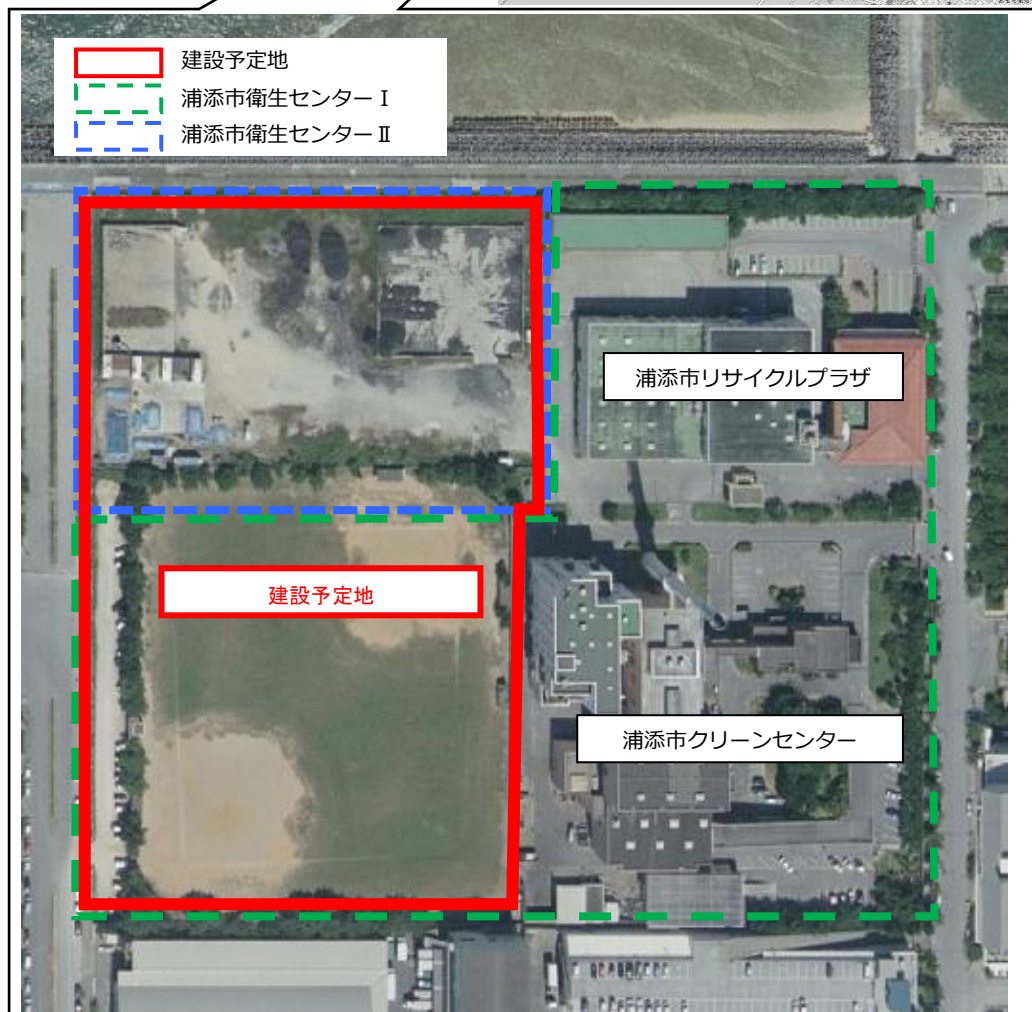 建設予定地
浦添市衛生センターⅠ
浦添市衛生センターⅡ
浦添市リサイクルプラザ
建設予定地
浦添市クリーンセンター